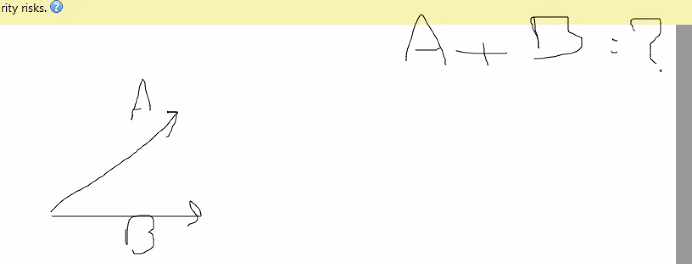 rity risks.
A + B = ?
A
B